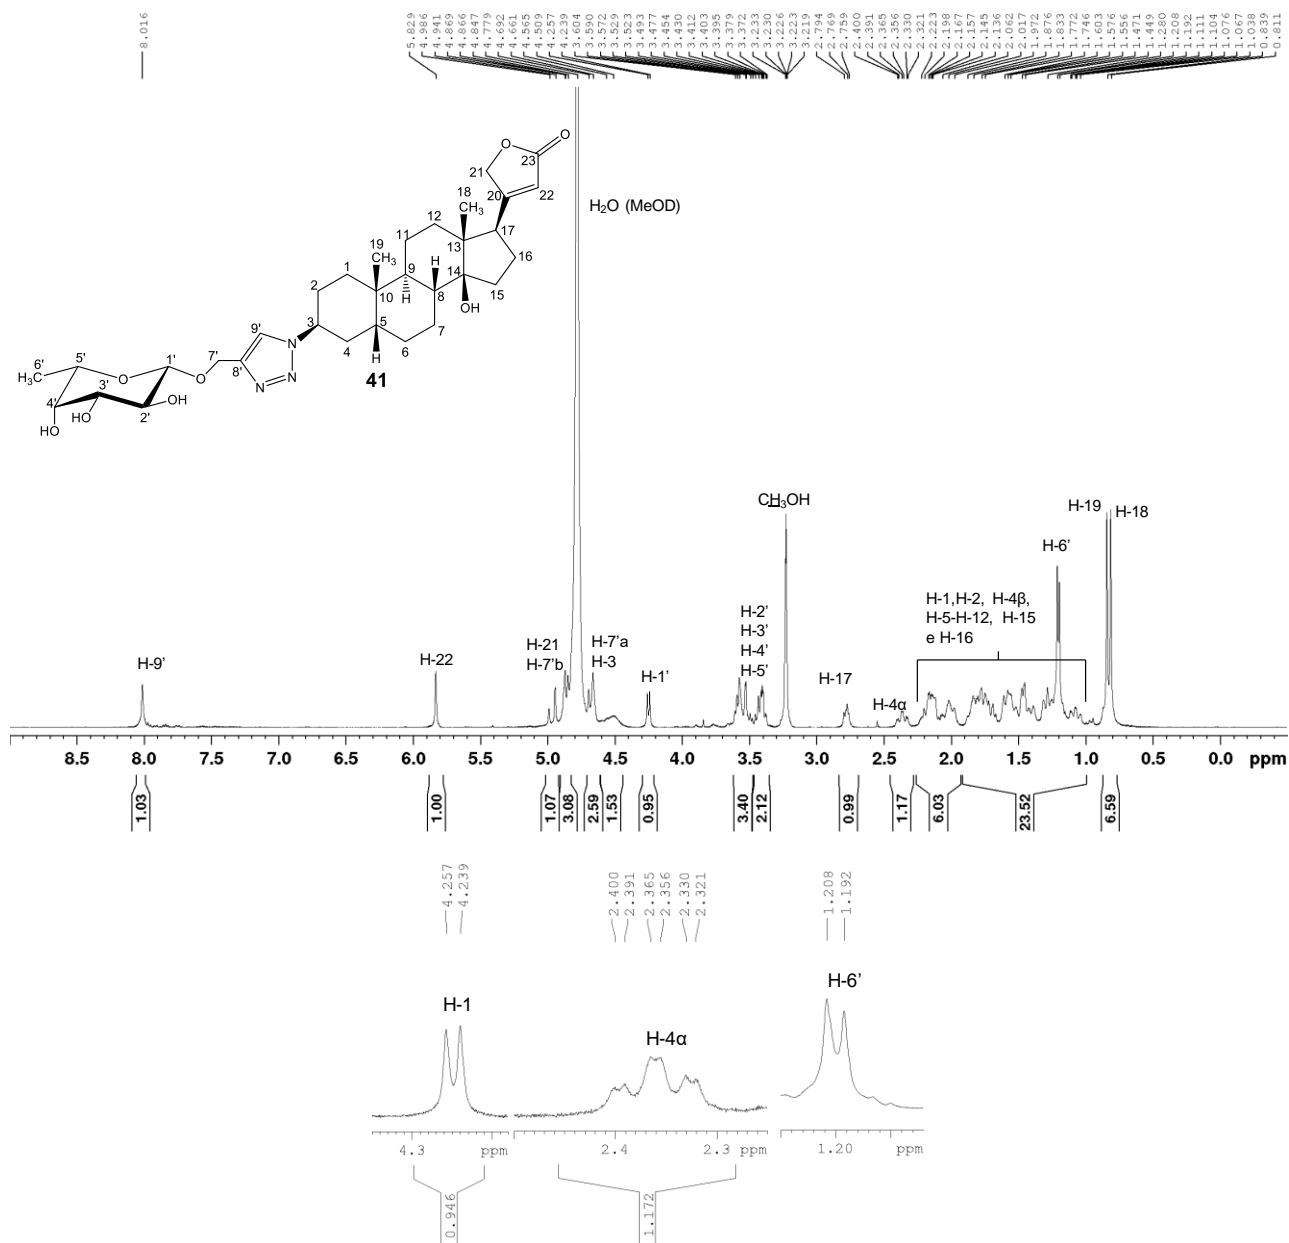 8.016
5.829
4.986
4.941
4.869
4.866
4.847
4.779
4.692
4.661
4.565
4.509
4.257
4.239
3.604
3.590
3.572
3.529
3.523
3.493
3.477
3.454
3.430
3.412
3.403
3.395
3.379
3.372
3.233
3.230
3.226
3.223
3.219
2.794
2.769
2.759
2.400
2.391
2.365
2.356
2.330
2.321
2.223
2.198
2.167
2.157
2.145
2.136
2.062
2.017
1.972
1.876
1.833
1.772
1.746
1.603
1.576
1.556
1.471
1.449
1.280
1.208
1.192
1.111
1.104
1.076
1.067
1.038
0.839
0.811
O
O
23
21
20
22
18
CH₃
17
12
11
13
16
19
CH₃
1
9
H
14
2
10
8
15
H
OH
3
5
7
9'
N
4
6
H
6'
H₃C
5'
1'
7'
O
O
8'
N
N
41
3'
4'
2'
OH
HO
HO
H₂O (MeOD)
CH₃OH
H-19
H-18
H-6'
H-1,H-2, H-4β,
H-5-H-12, H-15
e H-16
H-9'
H-22
H-21
H-7'b
H-7'a
H-3
H-1'
H-2'
H-3'
H-4'
H-5'
H-17
H-4α
8.5 8.0 7.5 7.0 6.5 6.0 5.5 5.0 4.5 4.0 3.5 3.0 2.5 2.0 1.5 1.0 0.5 0.0 ppm
1.03
1.00
1.07
3.08
2.59
1.53
0.95
3.40
2.12
0.99
1.17
6.03
23.52
6.59
4.257
4.239
2.400
2.391
2.365
2.356
2.330
2.321
1.208
1.192
H-1
H-4α
H-6'
4.3 ppm
2.4 2.3 ppm
1.20 ppm
0.946
1.172